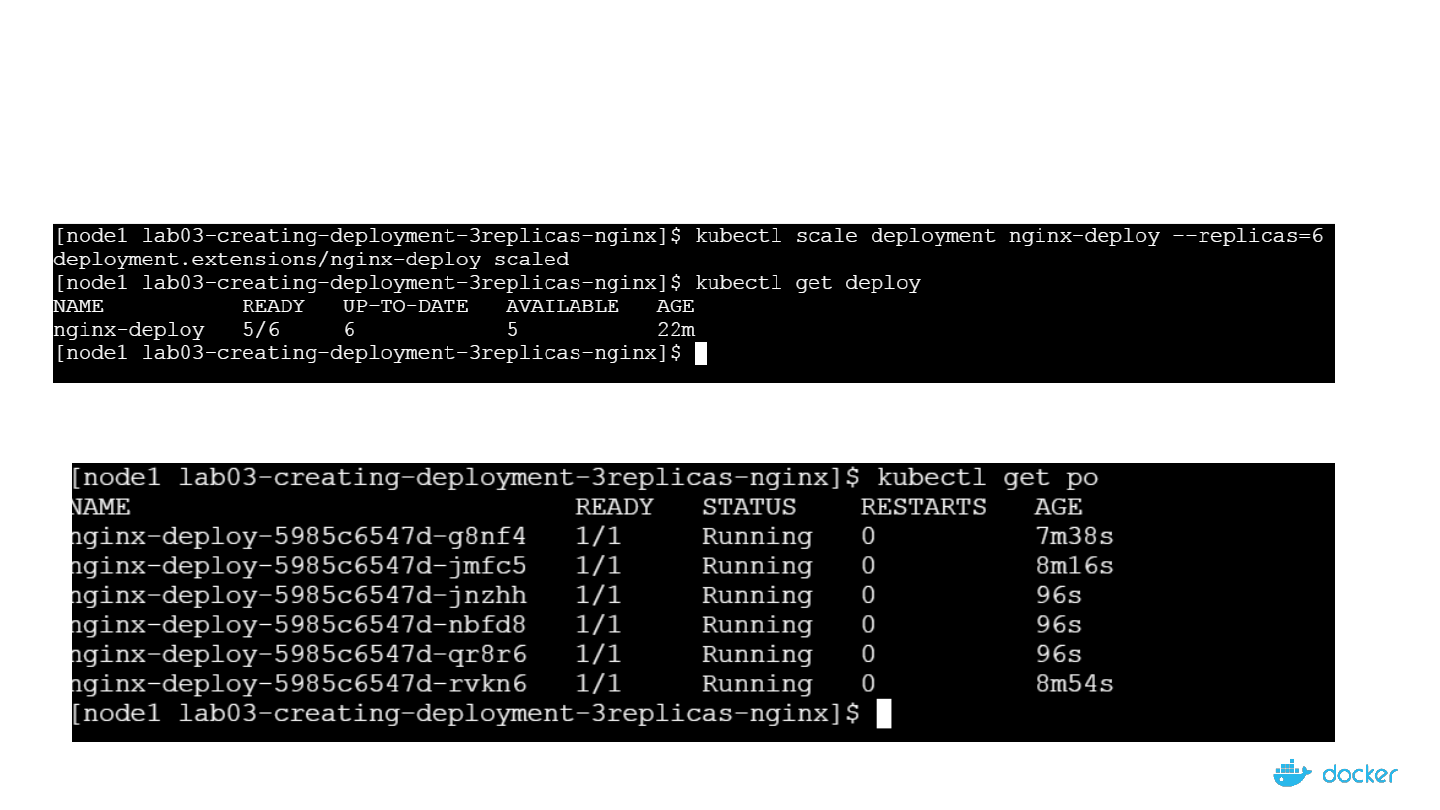 [node1 lab03-creating-deployment-3replicas-nginx]$ kubectl scale deployment nginx-deploy --replicas=6
deployment.extensions/nginx-deploy scaled
[node1 lab03-creating-deployment-3replicas-nginx]$ kubectl get deploy
NAME READY UP-TO-DATE AVAILABLE AGE
nginx-deploy 5/6 6 5 22m
[node1 lab03-creating-deployment-3replicas-nginx]$
[node1 lab03-creating-deployment-3replicas-nginx]$ kubectl get po
NAME READY STATUS RESTARTS AGE
nginx-deploy-5985c6547d-g8nf4 1/1 Running 0 7m38s
nginx-deploy-5985c6547d-jmfc5 1/1 Running 0 8m16s
nginx-deploy-5985c6547d-jnzhh 1/1 Running 0 96s
nginx-deploy-5985c6547d-nbfd8 1/1 Running 0 96s
nginx-deploy-5985c6547d-qr8r6 1/1 Running 0 96s
nginx-deploy-5985c6547d-rvkn6 1/1 Running 0 8m54s
[node1 lab03-creating-deployment-3replicas-nginx]$
docker